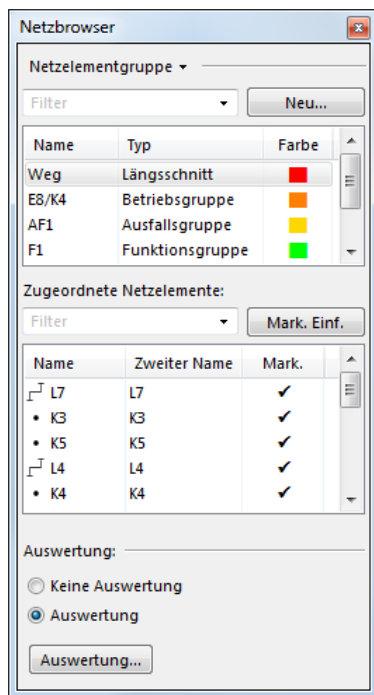 Netzbrowser
Netzelementgruppe
Filter Neu...
Name Typ Farbe
Weg Längsschnitt
E8/K4 Betriebsgruppe
AF1 Ausfallsgruppe
F1 Funktionsgruppe
Zugeordnete Netzelemente:
Filter Mark. Einf.
Name Zweiter Name Mark.
L7 L7 ✔
K3 K3 ✔
K5 K5 ✔
L4 L4 ✔
K4 K4 ✔
Auswertung:
Keine Auswertung
Auswertung
Auswertung...